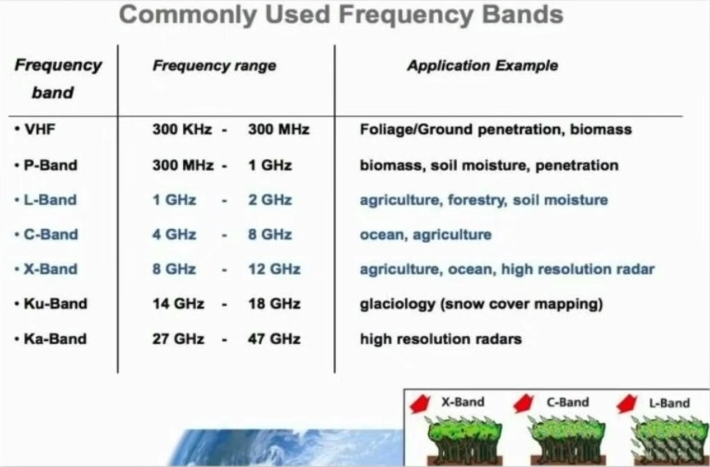 Commonly Used Frequency Bands
Frequency band Frequency range Application Example
• VHF 300 KHz - 300 MHz Foliage/Ground penetration, biomass
• P-Band 300 MHz - 1 GHz biomass, soil moisture, penetration
• L-Band 1 GHz - 2 GHz agriculture, forestry, soil moisture
• C-Band 4 GHz - 8 GHz ocean, agriculture
• X-Band 8 GHz - 12 GHz agriculture, ocean, high resolution radar
• Ku-Band 14 GHz - 18 GHz glaciology (snow cover mapping)
• Ka-Band 27 GHz - 47 GHz high resolution radars
X-Band C-Band L-Band